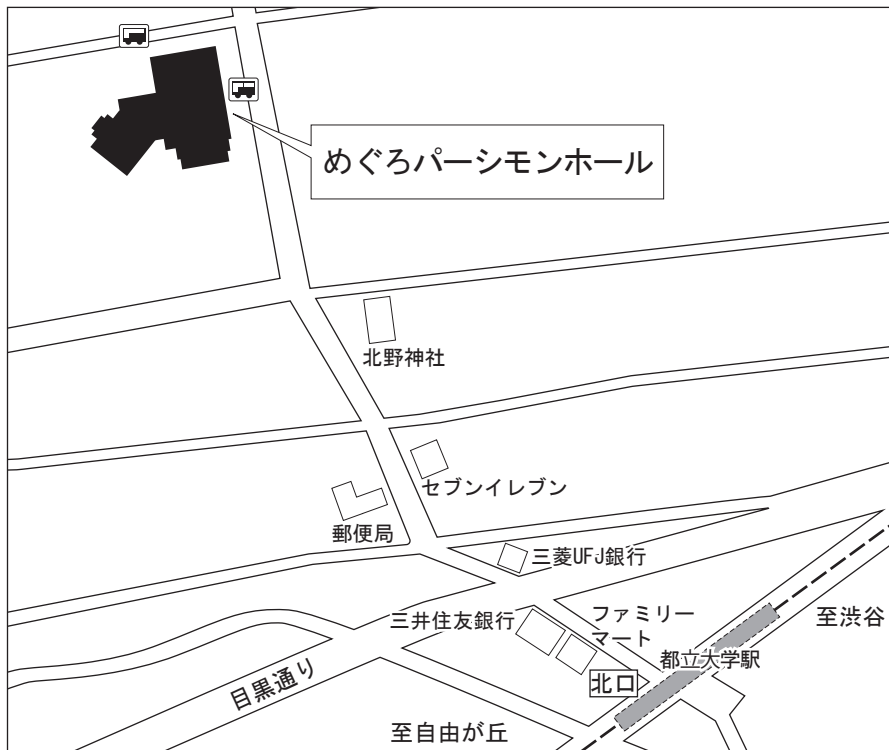 めぐろパーシモンホール
北野神社
セブンイレブン
郵便局
三菱UFJ銀行
三井住友銀行
ファミリー
マート
至渋谷
都立大学駅
北口
目黒通り
至自由が丘